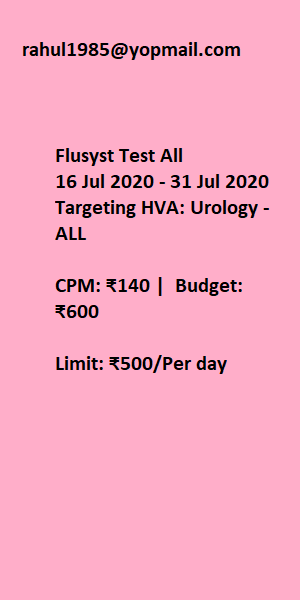 rahul1985@yopmail.com
Flusyst Test All
16 Jul 2020 - 31 Jul 2020
Targeting HVA: Urology -
ALL
CPM: ₹140 | Budget:
₹600
Limit: ₹500/Per day